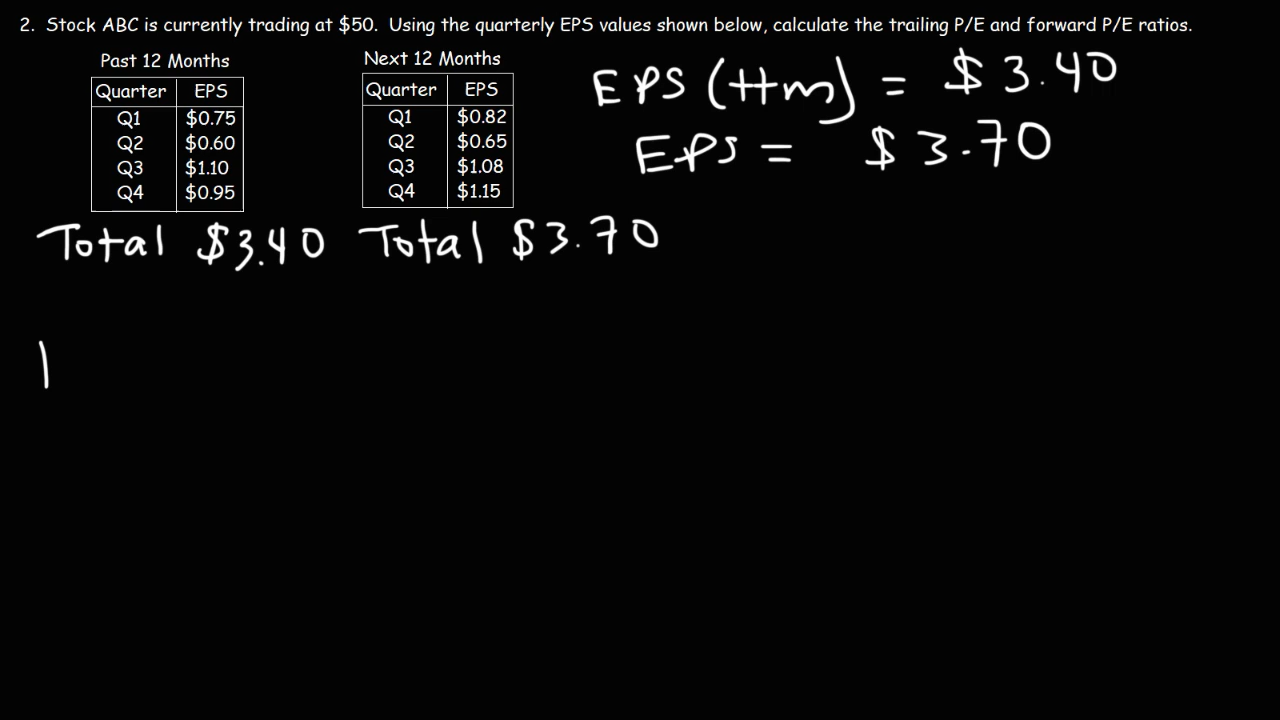 2. Stock ABC is currently trading at $50. Using the quarterly EPS values shown below, calculate the trailing P/E and forward P/E ratios.
Past 12 Months
Quarter EPS
Q1 $0.75
Q2 $0.60
Q3 $1.10
Q4 $0.95
Total $3.40
Next 12 Months
Quarter EPS
Q1 $0.82
Q2 $0.65
Q3 $1.08
Q4 $1.15
Total $3.70
EPS (ttm) = $3.40
EPS = $3.70